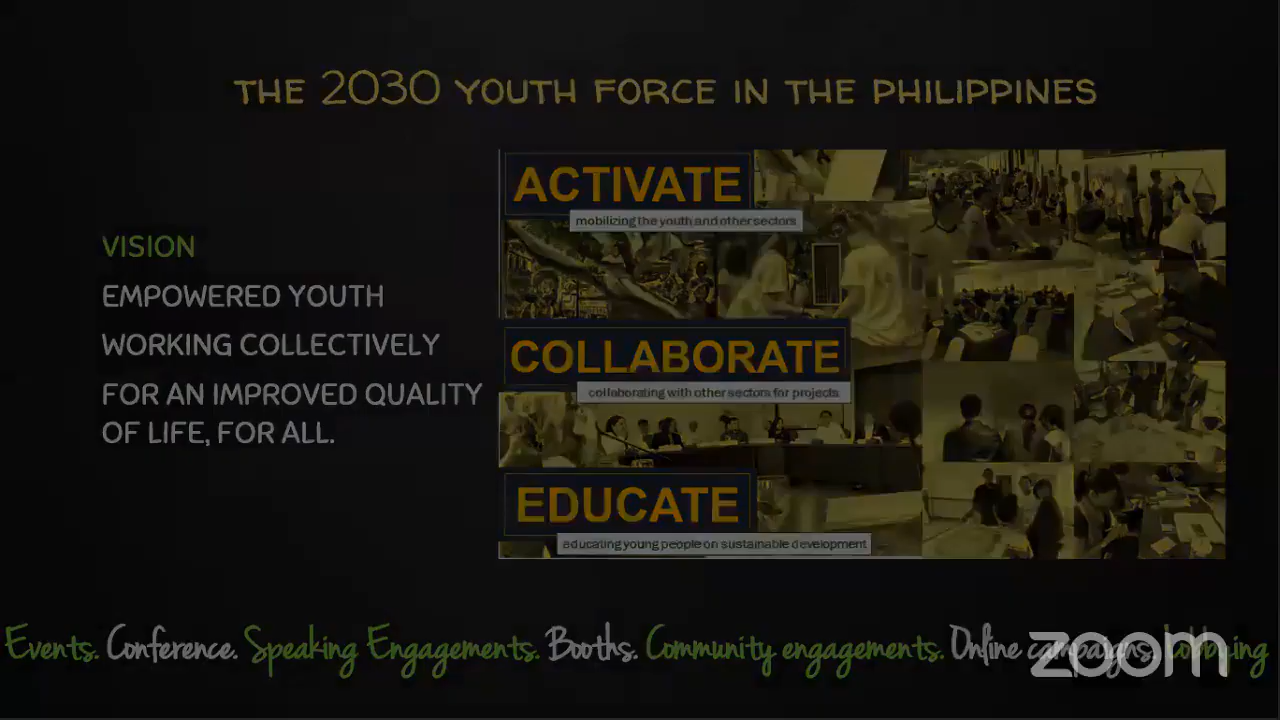 THE 2030 YOUTH FORCE IN THE PHILIPPINES
VISION
EMPOWERED YOUTH
WORKING COLLECTIVELY
FOR AN IMPROVED QUALITY
OF LIFE, FOR ALL.
ACTIVATE
mobilizing the youth and other sectors
COLLABORATE
collaborating with other sectors for projects
EDUCATE
educating young people on sustainable development
Events. Conference. Speaking Engagements. Booths. Community engagements. Online campaigns. Lobbying
zoom